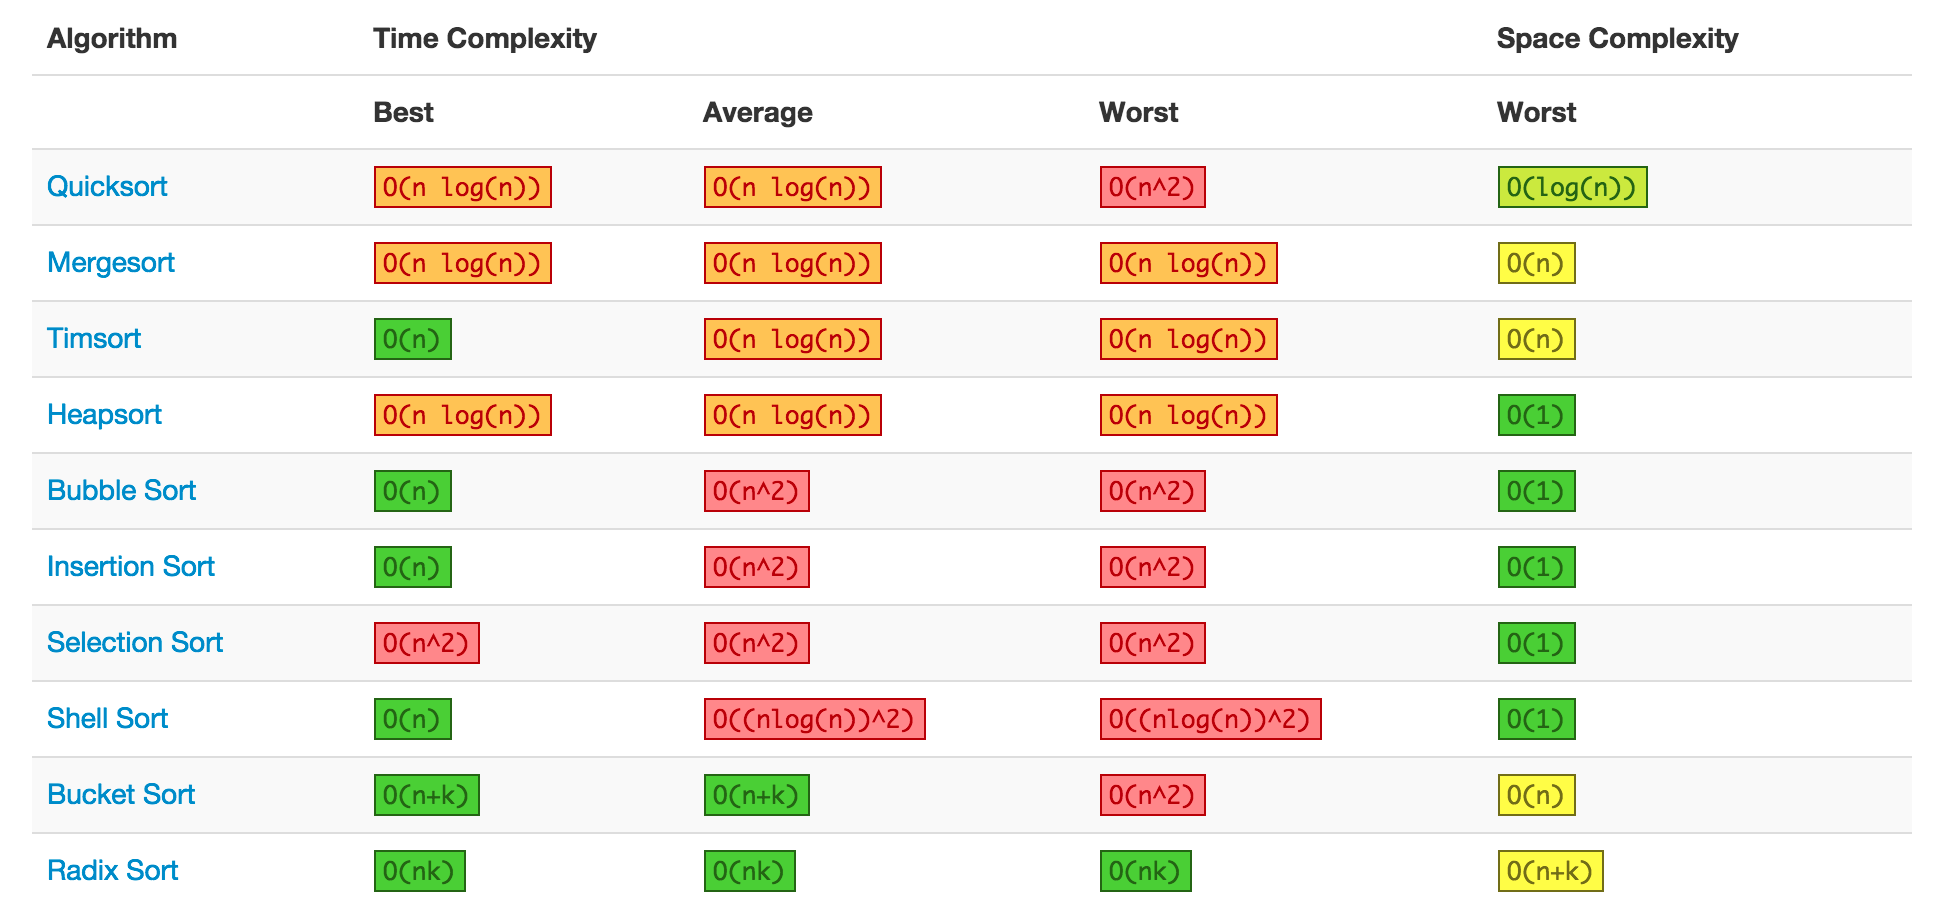 Algorithm Time Complexity Space Complexity
Best Average Worst Worst
Quicksort O(n log(n)) O(n log(n)) O(n^2) O(log(n))
Mergesort O(n log(n)) O(n log(n)) O(n log(n)) O(n)
Timsort O(n) O(n log(n)) O(n log(n)) O(n)
Heapsort O(n log(n)) O(n log(n)) O(n log(n)) O(1)
Bubble Sort O(n) O(n^2) O(n^2) O(1)
Insertion Sort O(n) O(n^2) O(n^2) O(1)
Selection Sort O(n^2) O(n^2) O(n^2) O(1)
Shell Sort O(n) O((nlog(n))^2) O((nlog(n))^2) O(1)
Bucket Sort O(n+k) O(n+k) O(n^2) O(n)
Radix Sort O(nk) O(nk) O(nk) O(n+k)